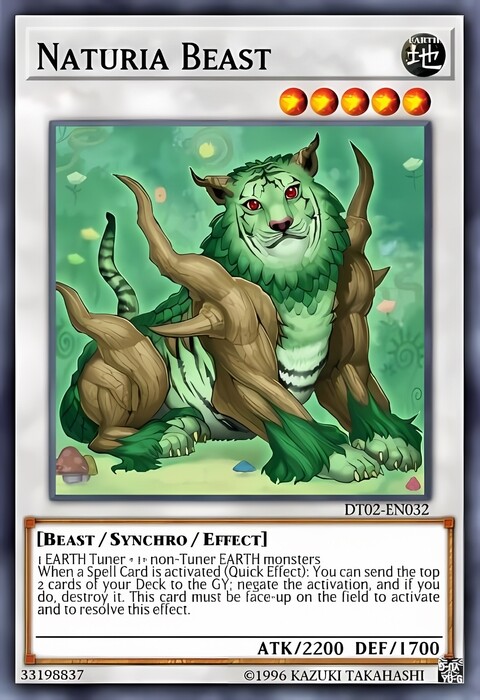 NATURIA BEAST
EARTH
地
DT02-EN032
[BEAST / SYNCHRO / EFFECT]
1 EARTH Tuner + 1+ non-Tuner EARTH monsters
When a Spell Card is activated (Quick Effect): You can send the top
2 cards of your Deck to the GY; negate the activation, and if you
do, destroy it. This card must be face-up on the field to activate
and to resolve this effect.
ATK/2200 DEF/1700
33198837
©1996 KAZUKI TAKAHASHI